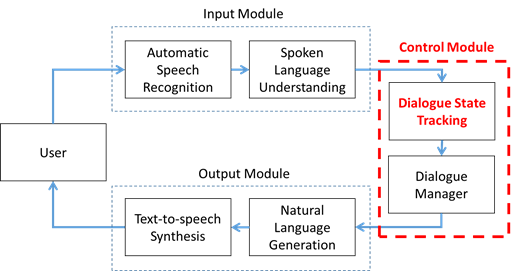 Input Module
Automatic
Speech
Recognition
Spoken
Language
Understanding
Control Module
Dialogue State
Tracking
Dialogue
Manager
User
Output Module
Text-to-speech
Synthesis
Natural
Language
Generation